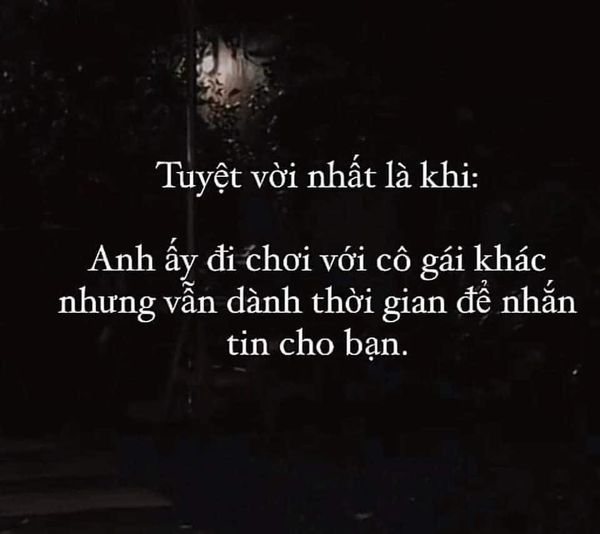 Tuyệt vời nhất là khi:
Anh ấy đi chơi với cô gái khác
nhưng vẫn dành thời gian để nhắn
tin cho bạn.